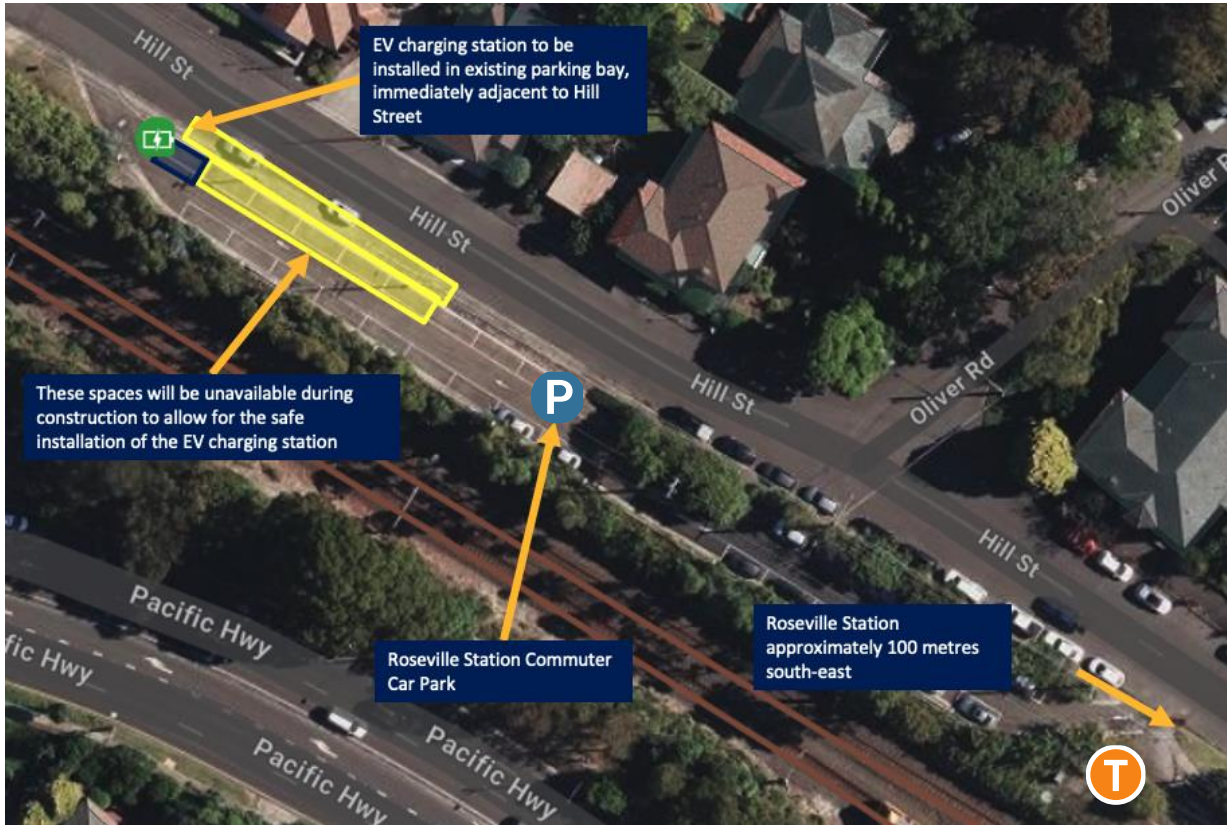 Hill St
EV charging station to be
installed in existing parking bay,
immediately adjacent to Hill
Street
Hill St
Oliver R
These spaces will be unavailable during
construction to allow for the safe
installation of the EV charging station
P
Hill St
Oliver Rd
Hill St
Pacific Hwy
fic Hwy
Roseville Station Commuter
Car Park
Roseville Station
approximately 100 metres
south-east
Pacific Hwy
Pacific Hwy
T